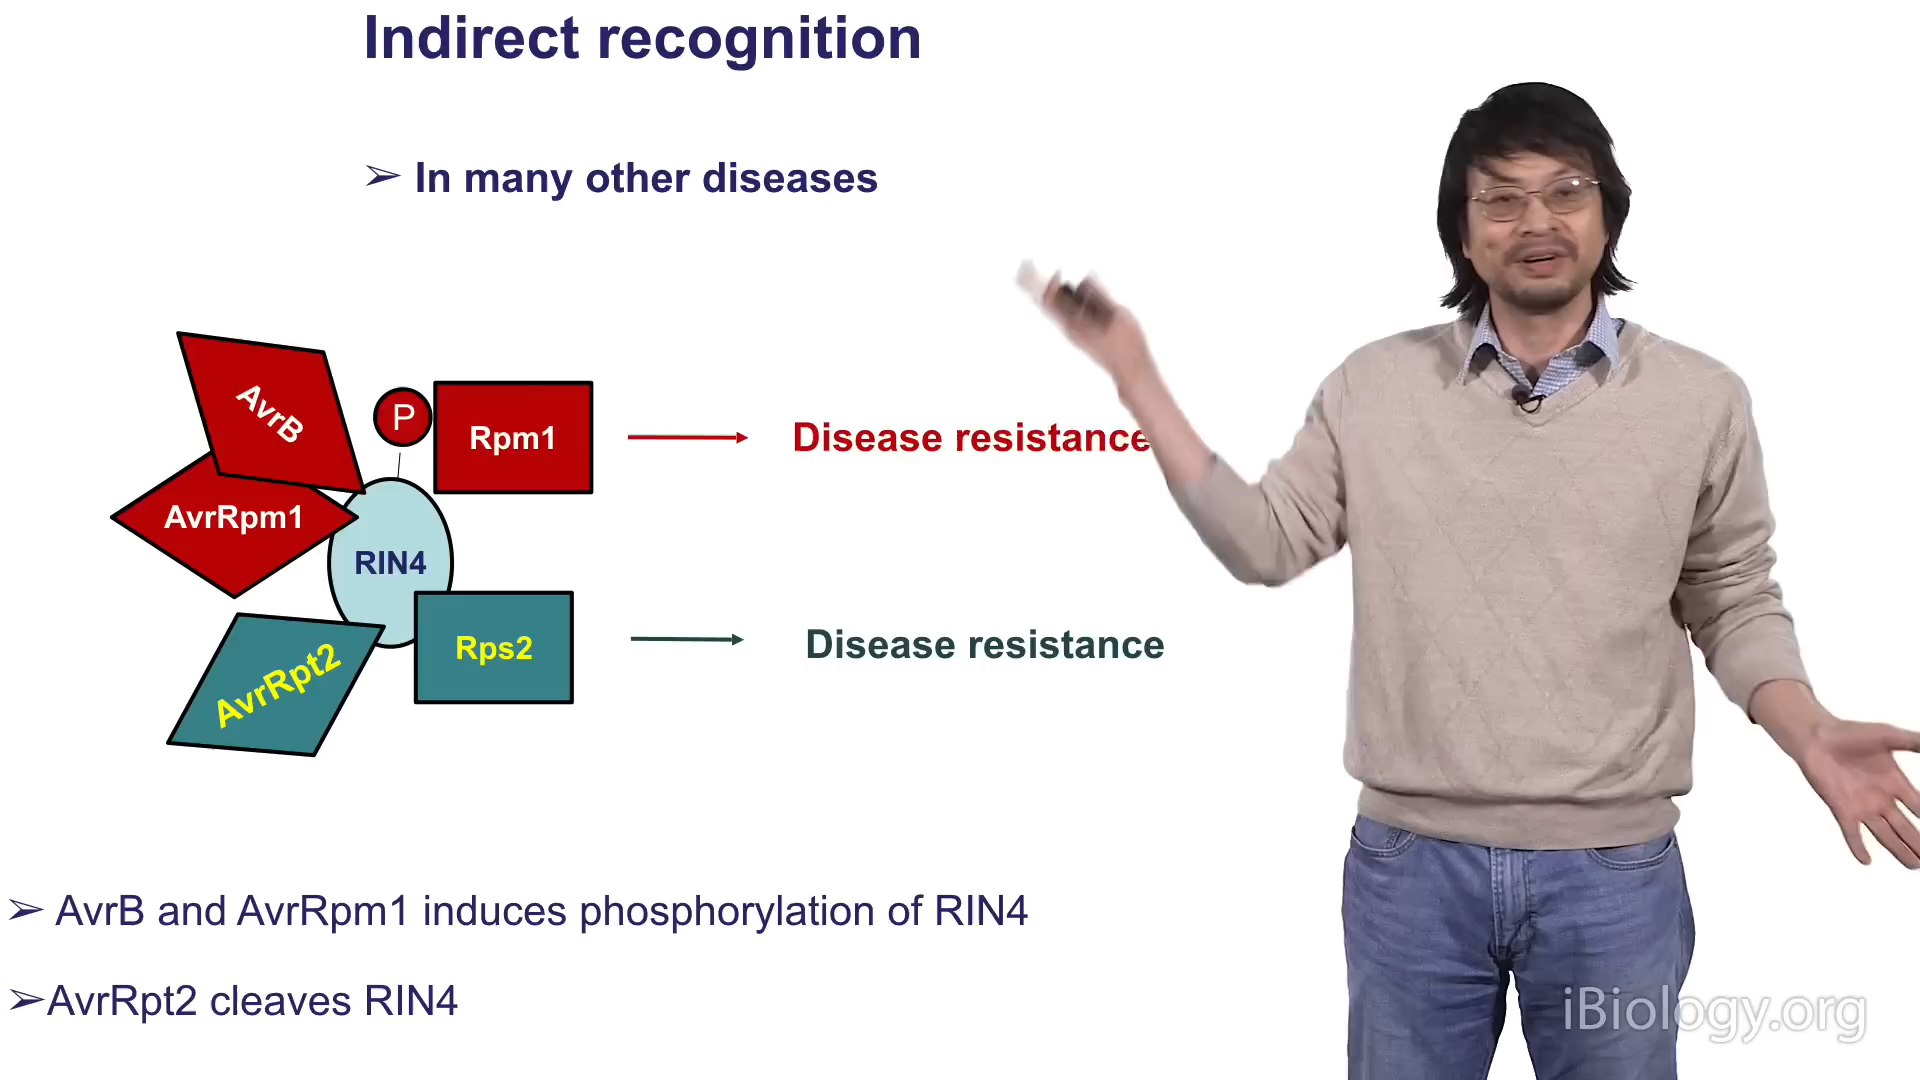 Indirect recognition
➢ In many other diseases
AvrB
P
Rpm1
Disease resistance
AvrRpm1
RIN4
Rps2
Disease resistance
AvrRpt2
➢ AvrB and AvrRpm1 induces phosphorylation of RIN4
➢AvrRpt2 cleaves RIN4
iBiology.org